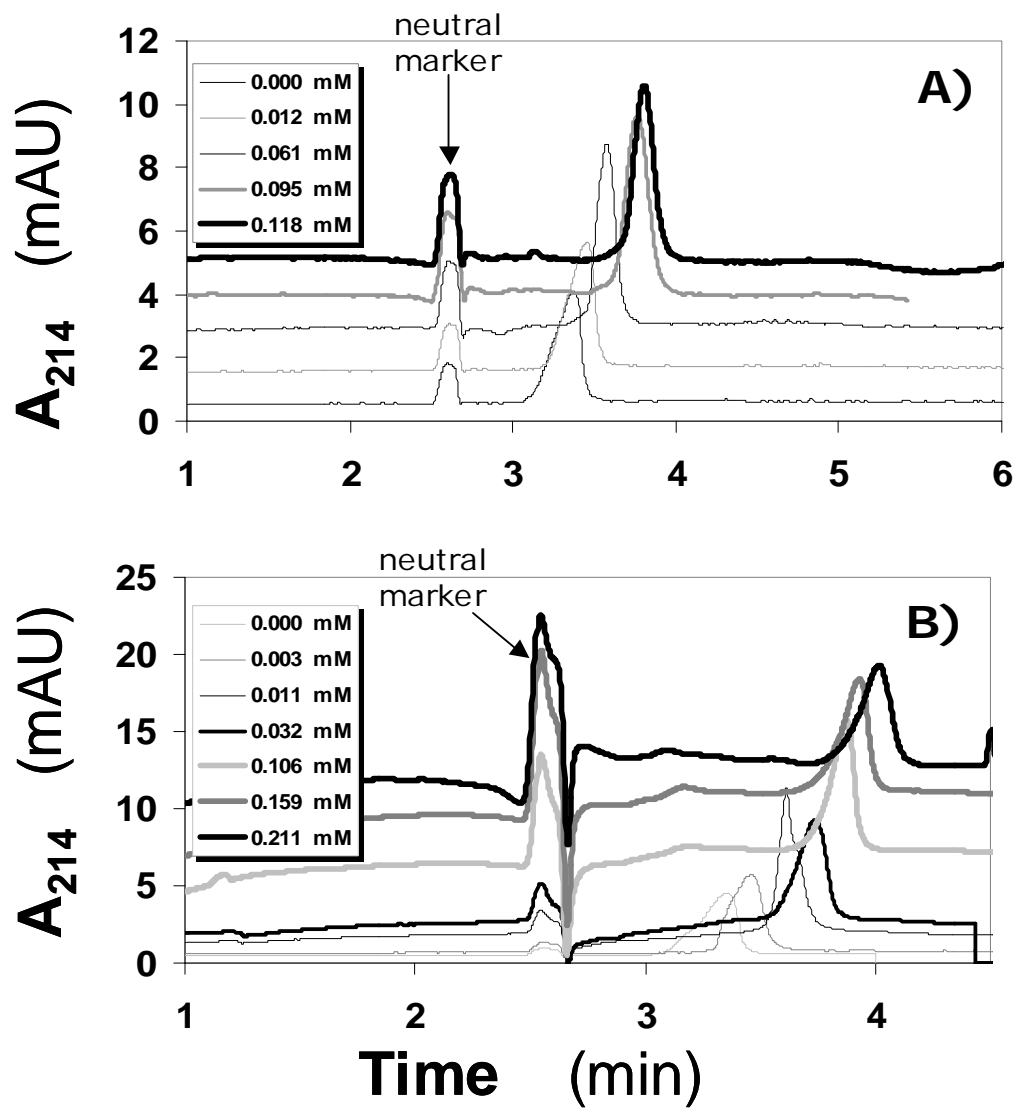 neutral
marker
12
10
8
6
4
2
0
A214 (mAU)
0.000 mM
0.012 mM
0.061 mM
0.095 mM
0.118 mM
A)
1 2 3 4 5 6
neutral
marker
25
20
15
10
5
0
A214 (mAU)
0.000 mM
0.003 mM
0.011 mM
0.032 mM
0.106 mM
0.159 mM
0.211 mM
B)
1 2 3 4
Time (min)